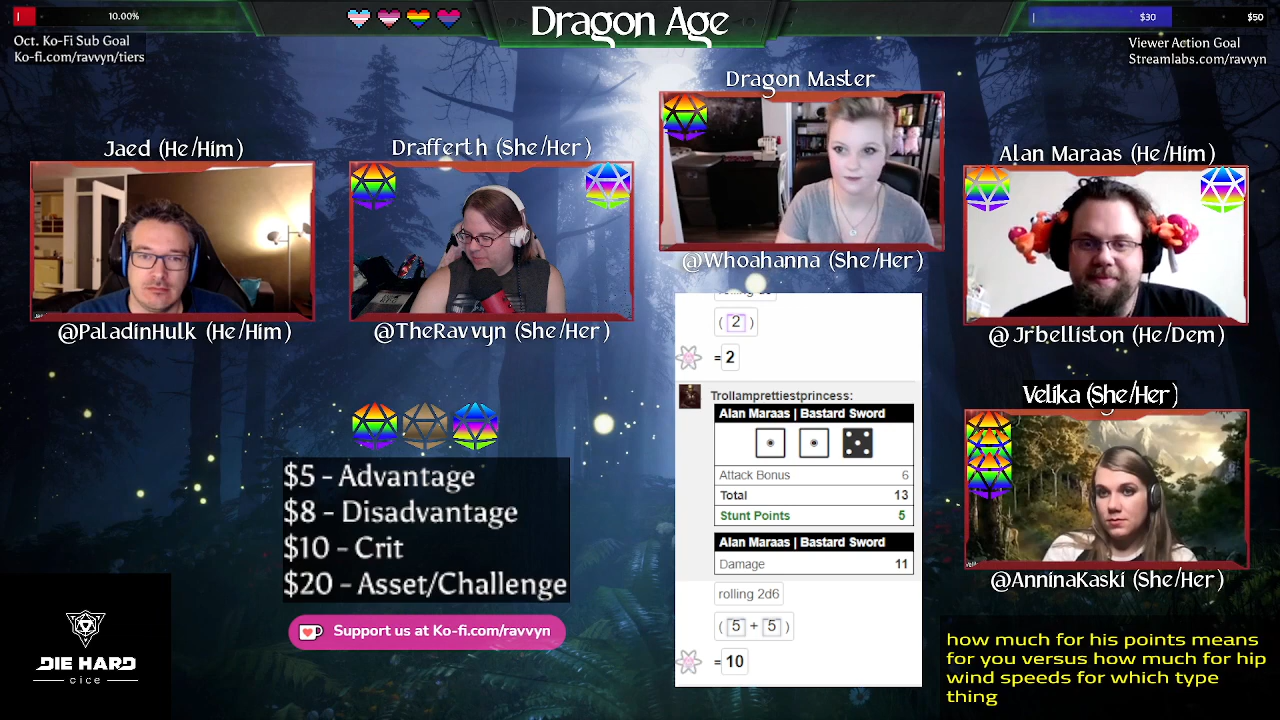 10.00%
Oct. Ko-Fi Sub Goal
Ko-fi.com/ravvyn/tiers
Dragon Age
$30
$50
Viewer Action Goal
Streamlabs.com/ravvyn
Dragon Master
@Whoahanna (She/Her)
Jaed (He/Him)
@PaladinHulk (He/Him)
Drafferth (She/Her)
@TheRavvyn (She/Her)
Alan Maraas (He/Him)
@Jrbelliston (He/Dem)
Velika (She/Her)
@AnninaKaski (She/Her)
( 2 )
= 2
Trollamprettiestprincess:
Alan Maraas | Bastard Sword
Attack Bonus 6
Total 13
Stunt Points 5
Alan Maraas | Bastard Sword
Damage 11
rolling 2d6
( 5 + 5 )
= 10
$5 - Advantage
$8 - Disadvantage
$10 - Crit
$20 - Asset/Challenge
Support us at Ko-fi.com/ravvyn
DIE HARD
dice
how much for his points means
for you versus how much for hip
wind speeds for which type
thing